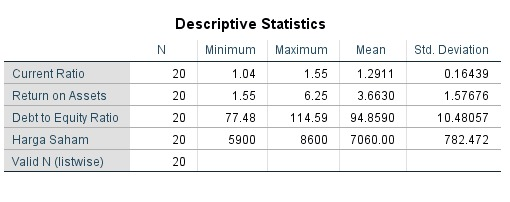 Descriptive Statistics
N Minimum Maximum Mean Std. Deviation
Current Ratio 20 1.04 1.55 1.2911 0.16439
Return on Assets 20 1.55 6.25 3.6630 1.57676
Debt to Equity Ratio 20 77.48 114.59 94.8590 10.48057
Harga Saham 20 5900 8600 7060.00 782.472
Valid N (listwise) 20